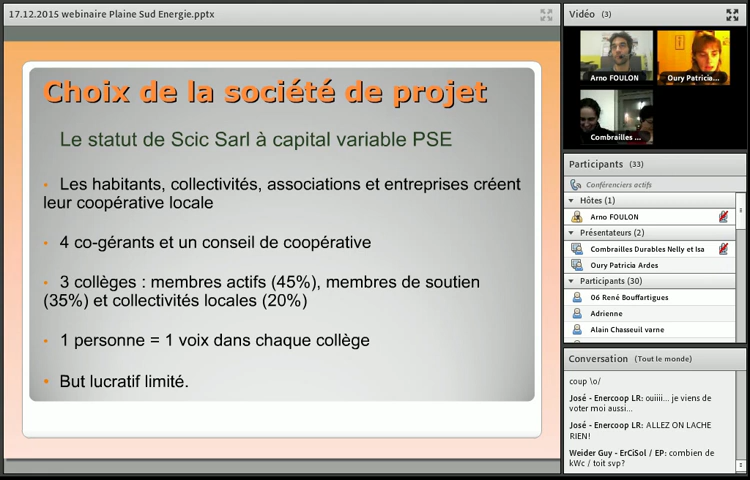 17.12.2015 webinaire Plaine Sud Energie.pptx
Choix de la société de projet
Le statut de Scic Sarl à capital variable PSE
• Les habitants, collectivités, associations et entreprises créent
leur coopérative locale
• 4 co-gérants et un conseil de coopérative
• 3 collèges : membres actifs (45%), membres de soutien
(35%) et collectivités locales (20%)
• 1 personne = 1 voix dans chaque collège
• But lucratif limité.
Vidéo (3)
Arno FOULON
Oury Patricia...
Combrailles ...
Participants (33)
Conférenciers actifs
Hôtes (1)
Arno FOULON
Présentateurs (2)
Combrailles Durables Nelly et Isa
Oury Patricia Ardes
Participants (30)
06 René Bouffartigues
Adrienne
Alain Chasseuil varne
Conversation (Tout le monde)
coup \o/
José - Enercoop LR: ouiiii... je viens de
voter moi aussi...
José - Enercoop LR: ALLEZ ON LACHE
RIEN!
Weider Guy - ErCiSol / EP: combien de
kWc / toit svp?